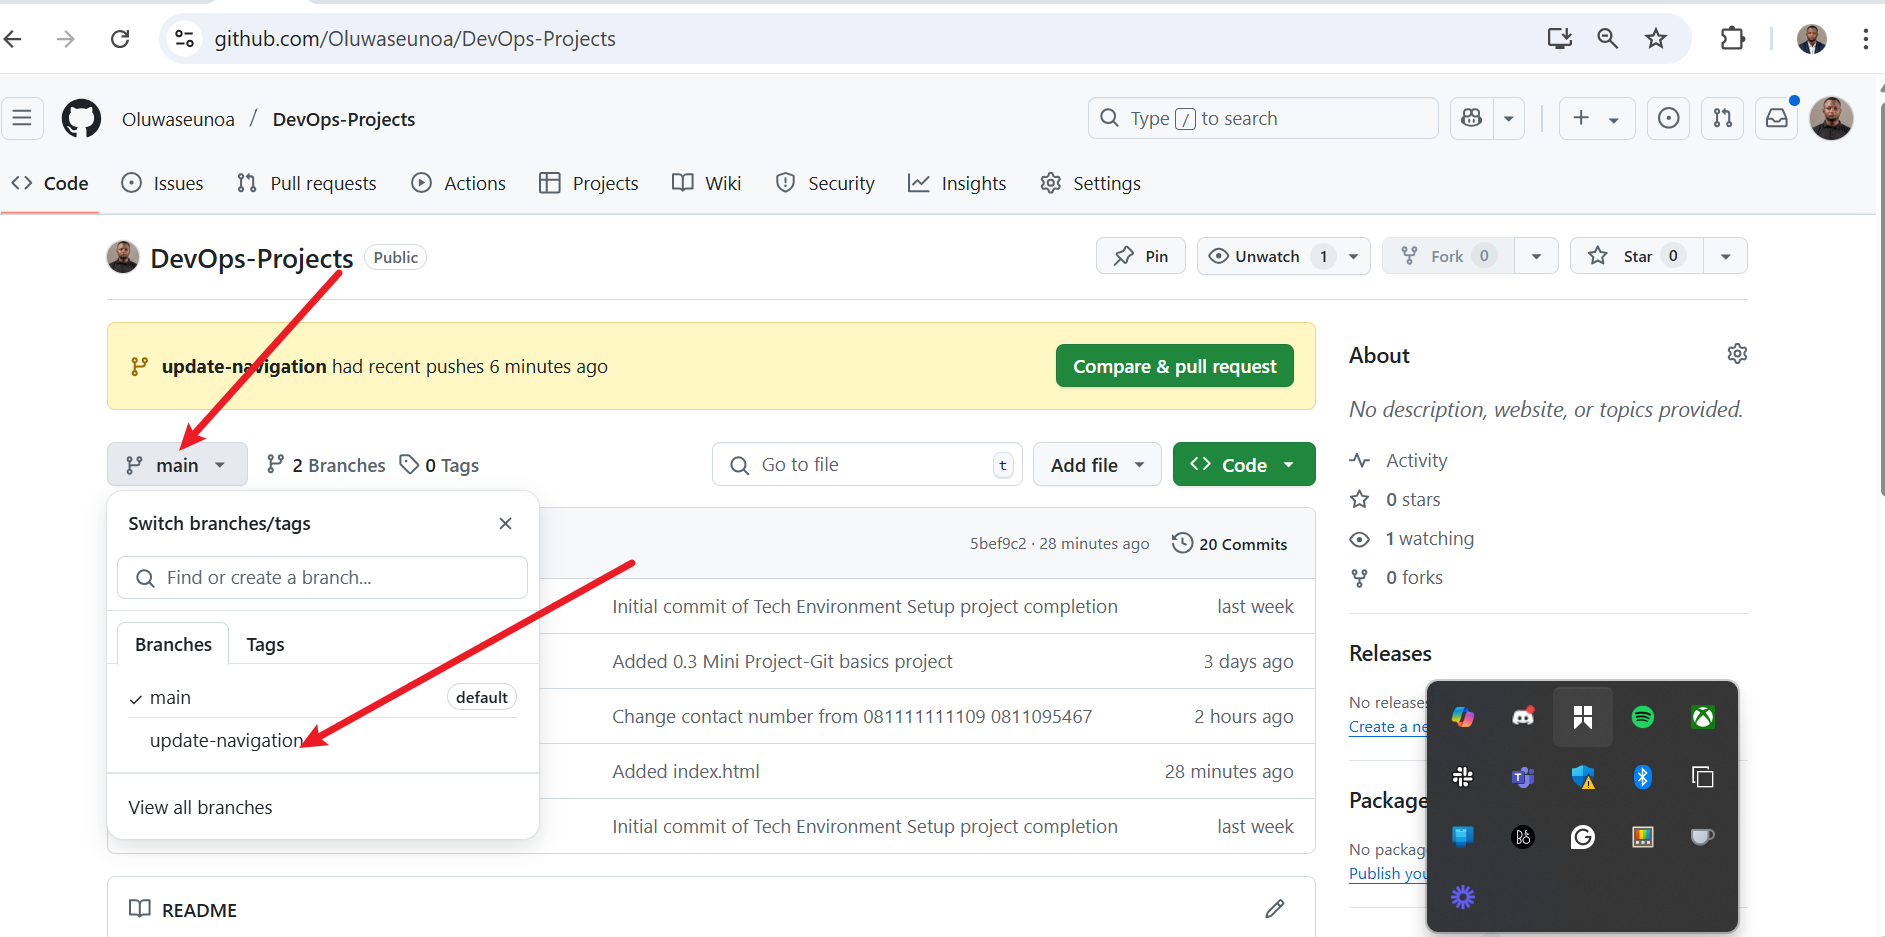 github.com/Oluwaseunoa/DevOps-Projects
Oluwaseunoa / DevOps-Projects
Type / to search
Code Issues Pull requests Actions Projects Wiki Security Insights Settings
DevOps-Projects Public
Pin Unwatch 1 Fork 0 Star 0
update-navigation had recent pushes 6 minutes ago
Compare & pull request
main 2 Branches 0 Tags
Go to file t Add file Code
Switch branches/tags
Find or create a branch...
Branches Tags
main default
update-navigation
View all branches
5bef9c2 · 28 minutes ago 20 Commits
Initial commit of Tech Environment Setup project completion last week
Added 0.3 Mini Project-Git basics project 3 days ago
Change contact number from 081111111109 0811095467 2 hours ago
Added index.html 28 minutes ago
Initial commit of Tech Environment Setup project completion last week
README
About
No description, website, or topics provided.
Activity
0 stars
1 watching
0 forks
Releases
No releases
Create a ne
Package
No packag
Publish you